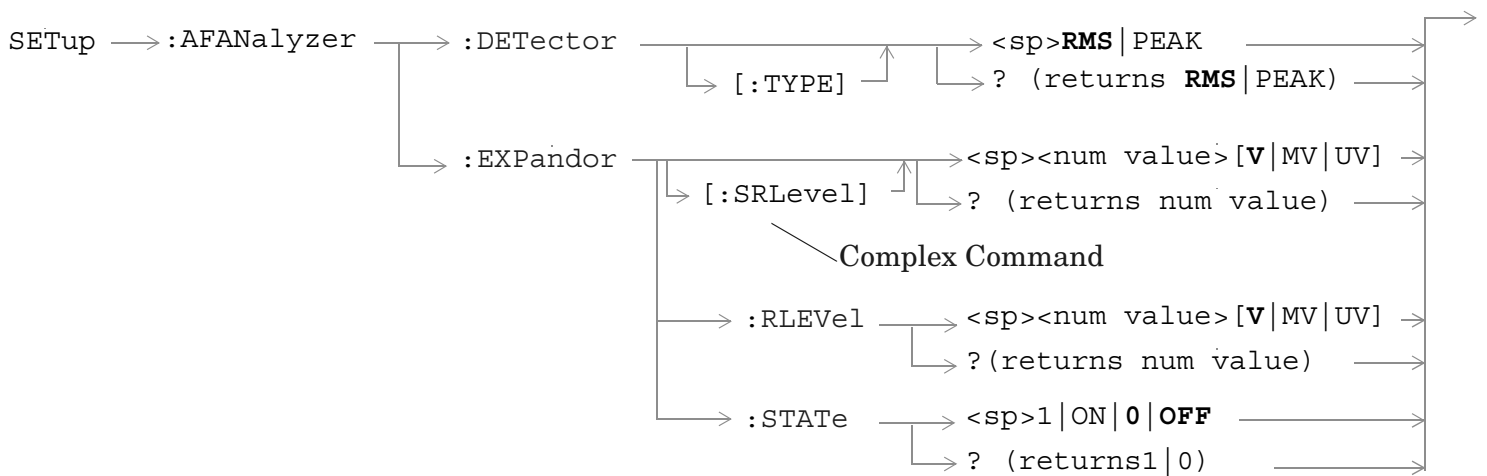 SETup :AFANalyzer :DETector <sp>RMS|PEAK
[:TYPE] ? (returns RMS|PEAK)
:EXPandor <sp><num value>[V|MV|UV]
[:SRLevel] ? (returns num value)
Complex Command
:RLEVel <sp><num value>[V|MV|UV]
?(returns num value)
:STATe <sp>1|ON|0|OFF
? (returns1|0)